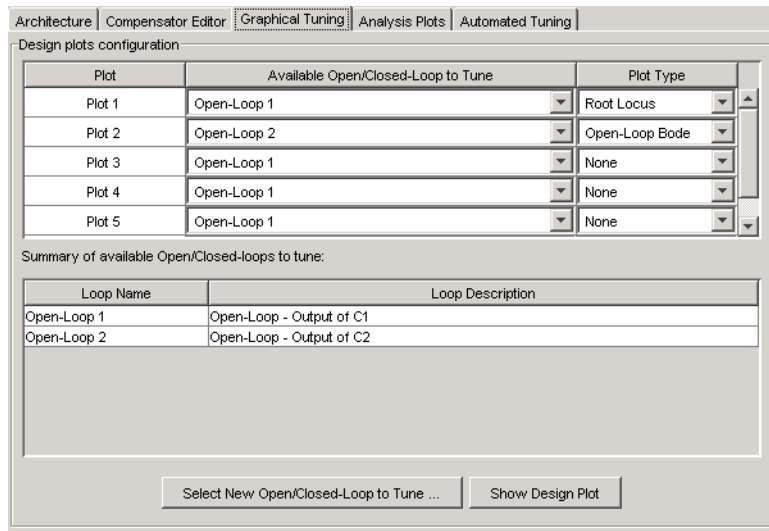 Architecture Compensator Editor Graphical Tuning Analysis Plots Automated Tuning
Design plots configuration
Plot Available Open/Closed-Loop to Tune Plot Type
Plot 1 Open-Loop 1 Root Locus
Plot 2 Open-Loop 2 Open-Loop Bode
Plot 3 Open-Loop 1 None
Plot 4 Open-Loop 1 None
Plot 5 Open-Loop 1 None
Summary of available Open/Closed-loops to tune:
Loop Name Loop Description
Open-Loop 1 Open-Loop - Output of C1
Open-Loop 2 Open-Loop - Output of C2
Select New Open/Closed-Loop to Tune ... Show Design Plot